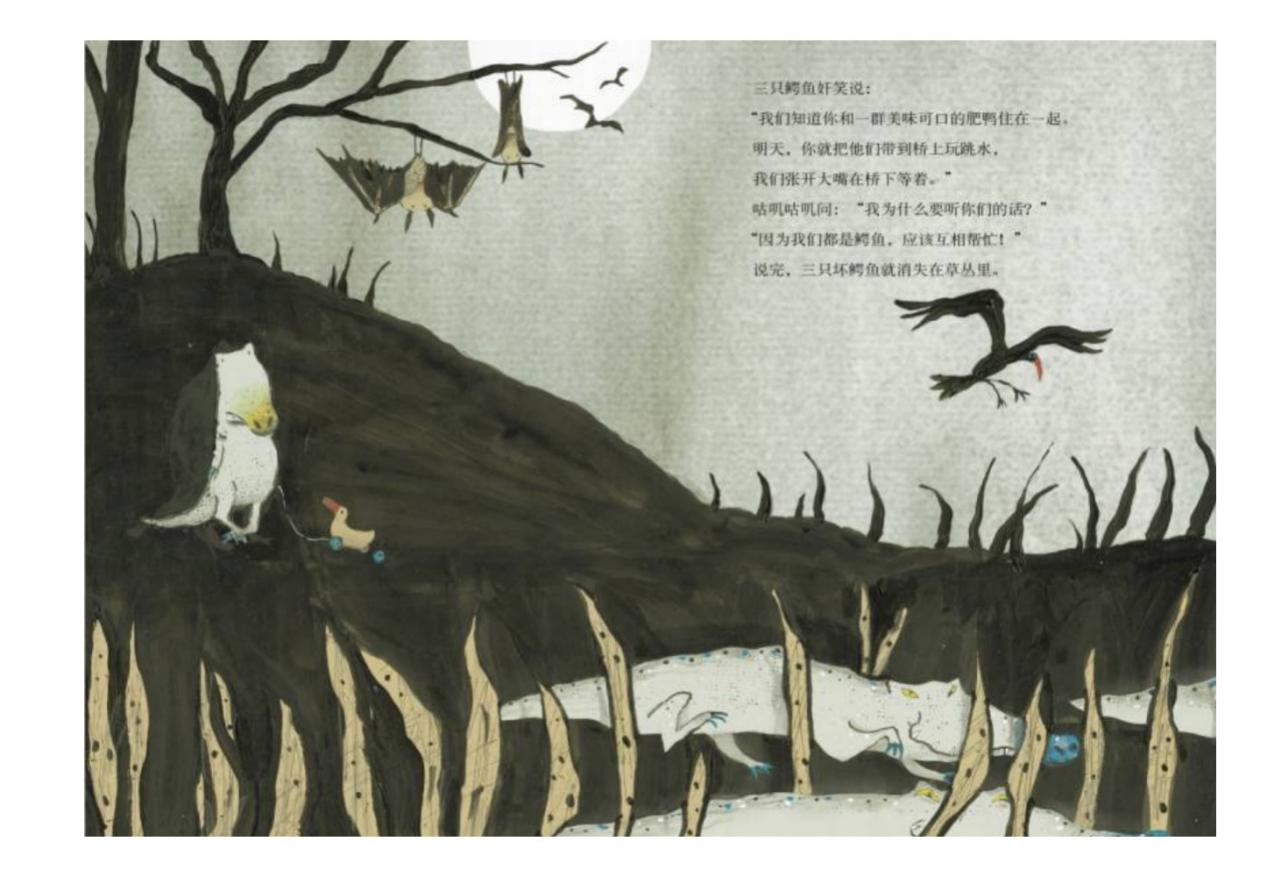 三只鳄鱼奸笑说：
“我们知道你和一群美味可口的肥鸭住在一起。
明天，你就把他们带到桥上玩跳水，
我们张开大嘴在桥下等着。”
咕叽咕叽问：“我为什么要听你们的话？”
“因为我们都是鳄鱼，应该互相帮忙！”
说完，三只坏鳄鱼就消失在草丛里。